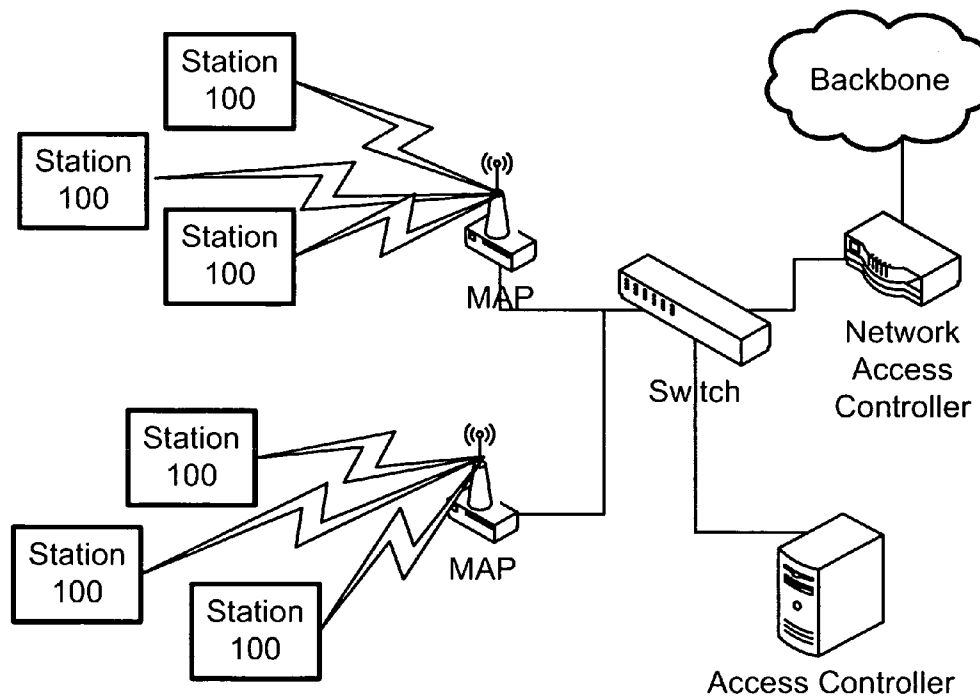 Station
100
Backbone
Station
100
Station
100
MAP
Network
Access
Controller
Switch
Station
100
Station
100
MAP
Station
100
Access Controller